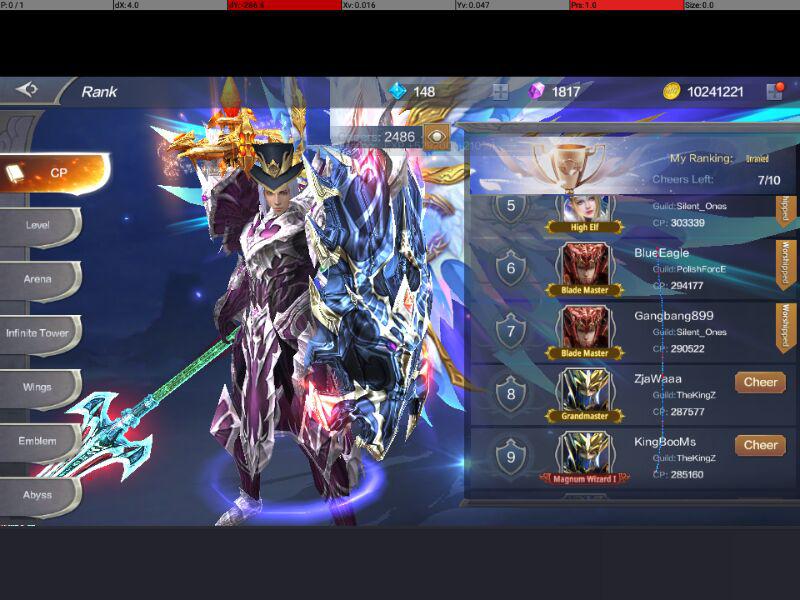 P: 0 / 1
dX: 4.0
dY: -286.6
Xv: 0.016
Yv: 0.047
Prs: 1.0
Size: 0.0
Rank
148
1817
10241221
Cheers: 2486
My Ranking: Unranked
Cheers Left: 7/10
CP
Level
Arena
Infinite Tower
Wings
Emblem
Abyss
5
High Elf
Guild: Silent_Ones
CP: 303339
6
Blade Master
BlueEagle
Guild: PolishForcE
CP: 294177
Worshipped
7
Blade Master
Gangbang899
Guild: Silent_Ones
CP: 290522
Worshipped
8
Grandmaster
ZjaWaaa
Guild: TheKingZ
CP: 287577
Cheer
9
Magnum Wizard I
KingBooMs
Guild: TheKingZ
CP: 285160
Cheer